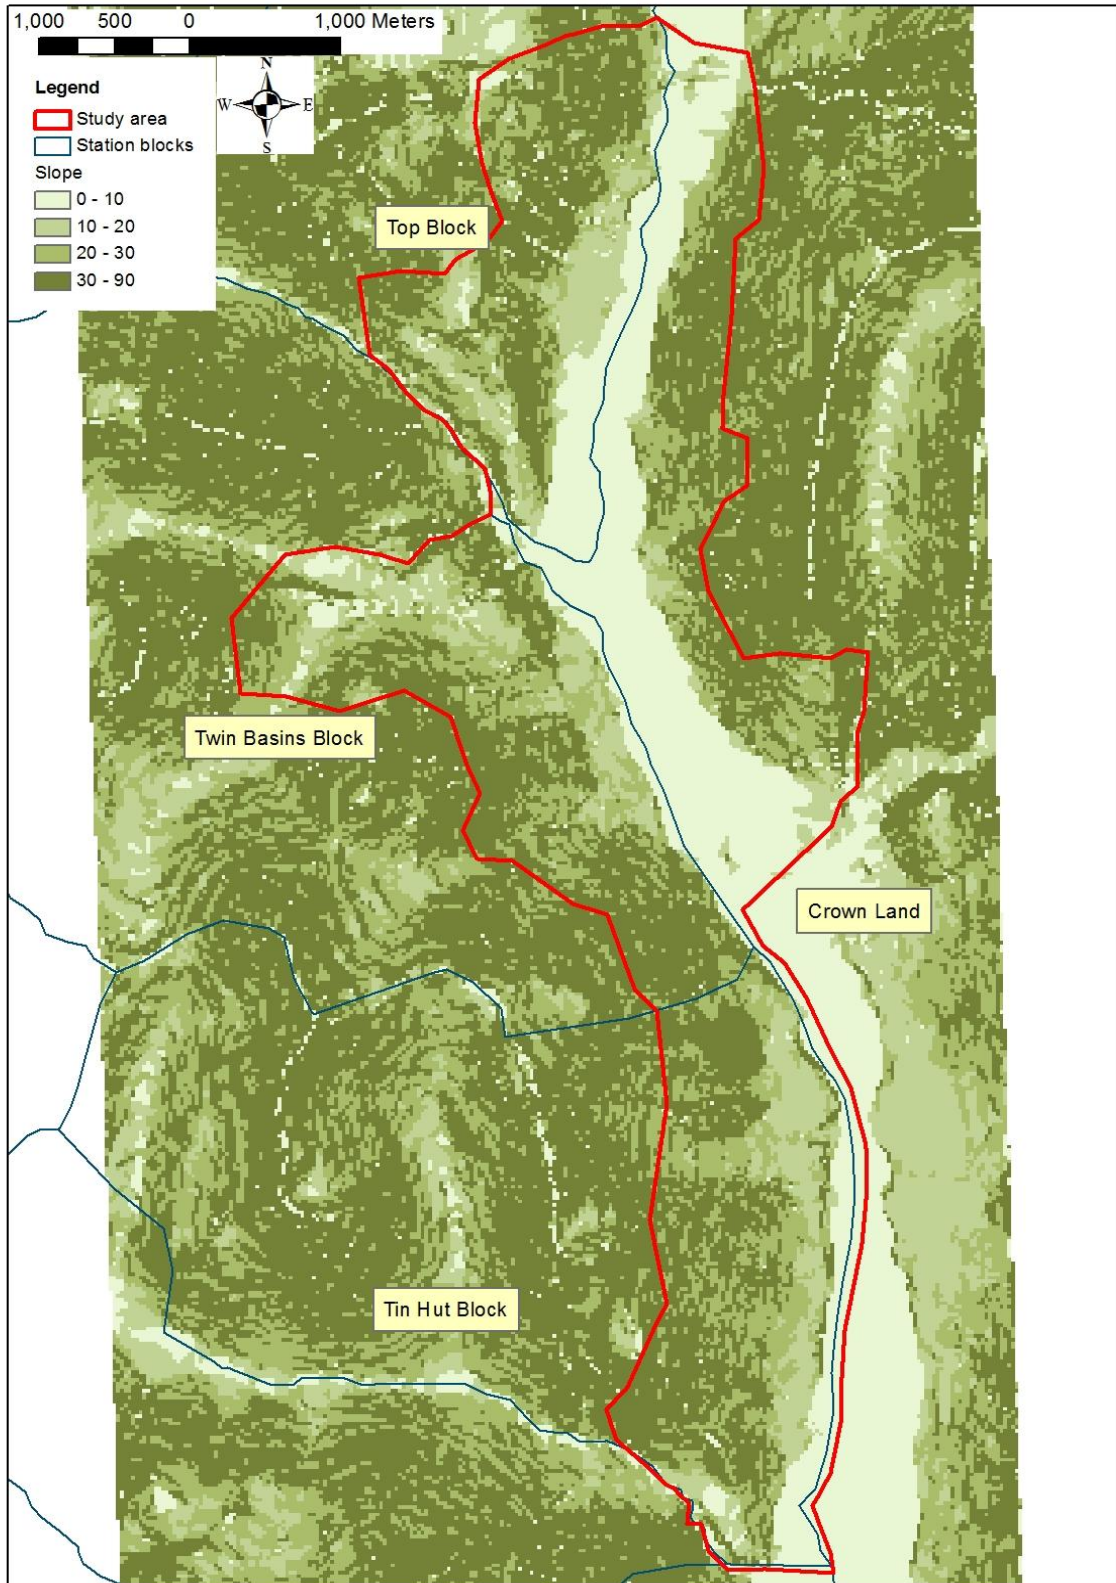 1,000 500 0 1,000 Meters
N
W E
S
Legend
Study area
Station blocks
Slope
0 - 10
10 - 20
20 - 30
30 - 90
Top Block
Twin Basins Block
Crown Land
Tin Hut Block